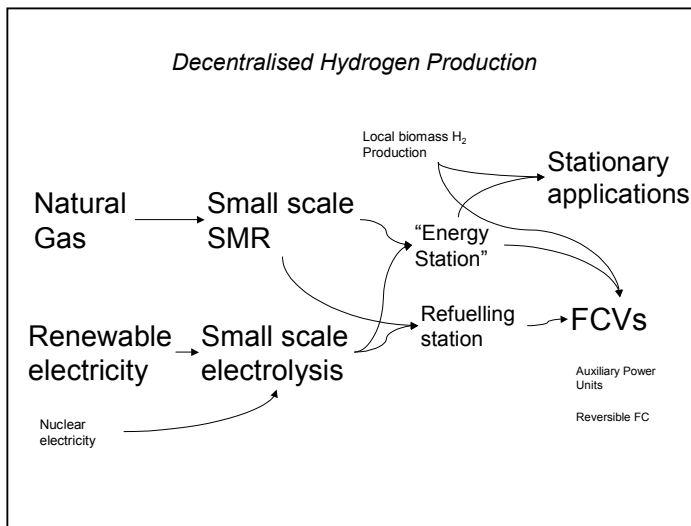 Decentralised Hydrogen Production
Local biomass H₂
Production
Stationary
applications
Natural
Gas
Small scale
SMR
“Energy
Station”
Renewable
electricity
Small scale
electrolysis
Refuelling
station
FCVs
Auxiliary Power
Units
Nuclear
electricity
Reversible FC